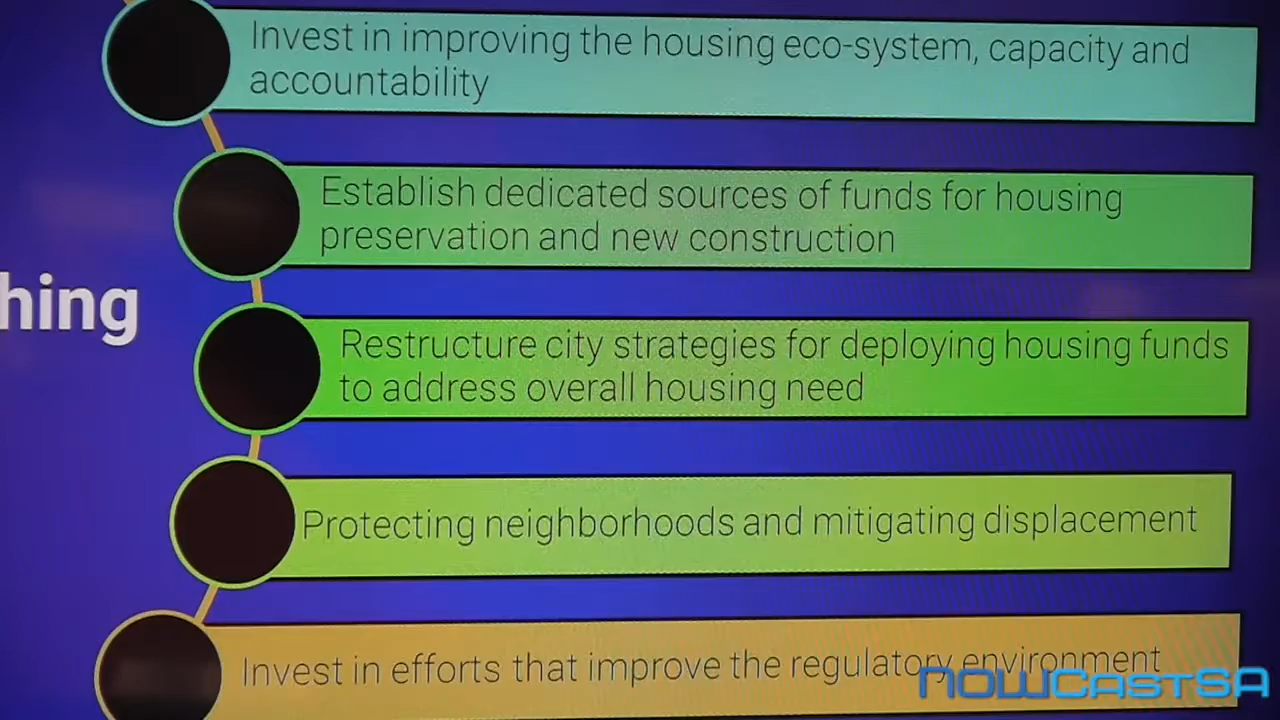 Invest in improving the housing eco-system, capacity and
accountability
Establish dedicated sources of funds for housing
preservation and new construction
hing
Restructure city strategies for deploying housing funds
to address overall housing need
Protecting neighborhoods and mitigating displacement
Invest in efforts that improve the regulatory environment
NOWCASTSA